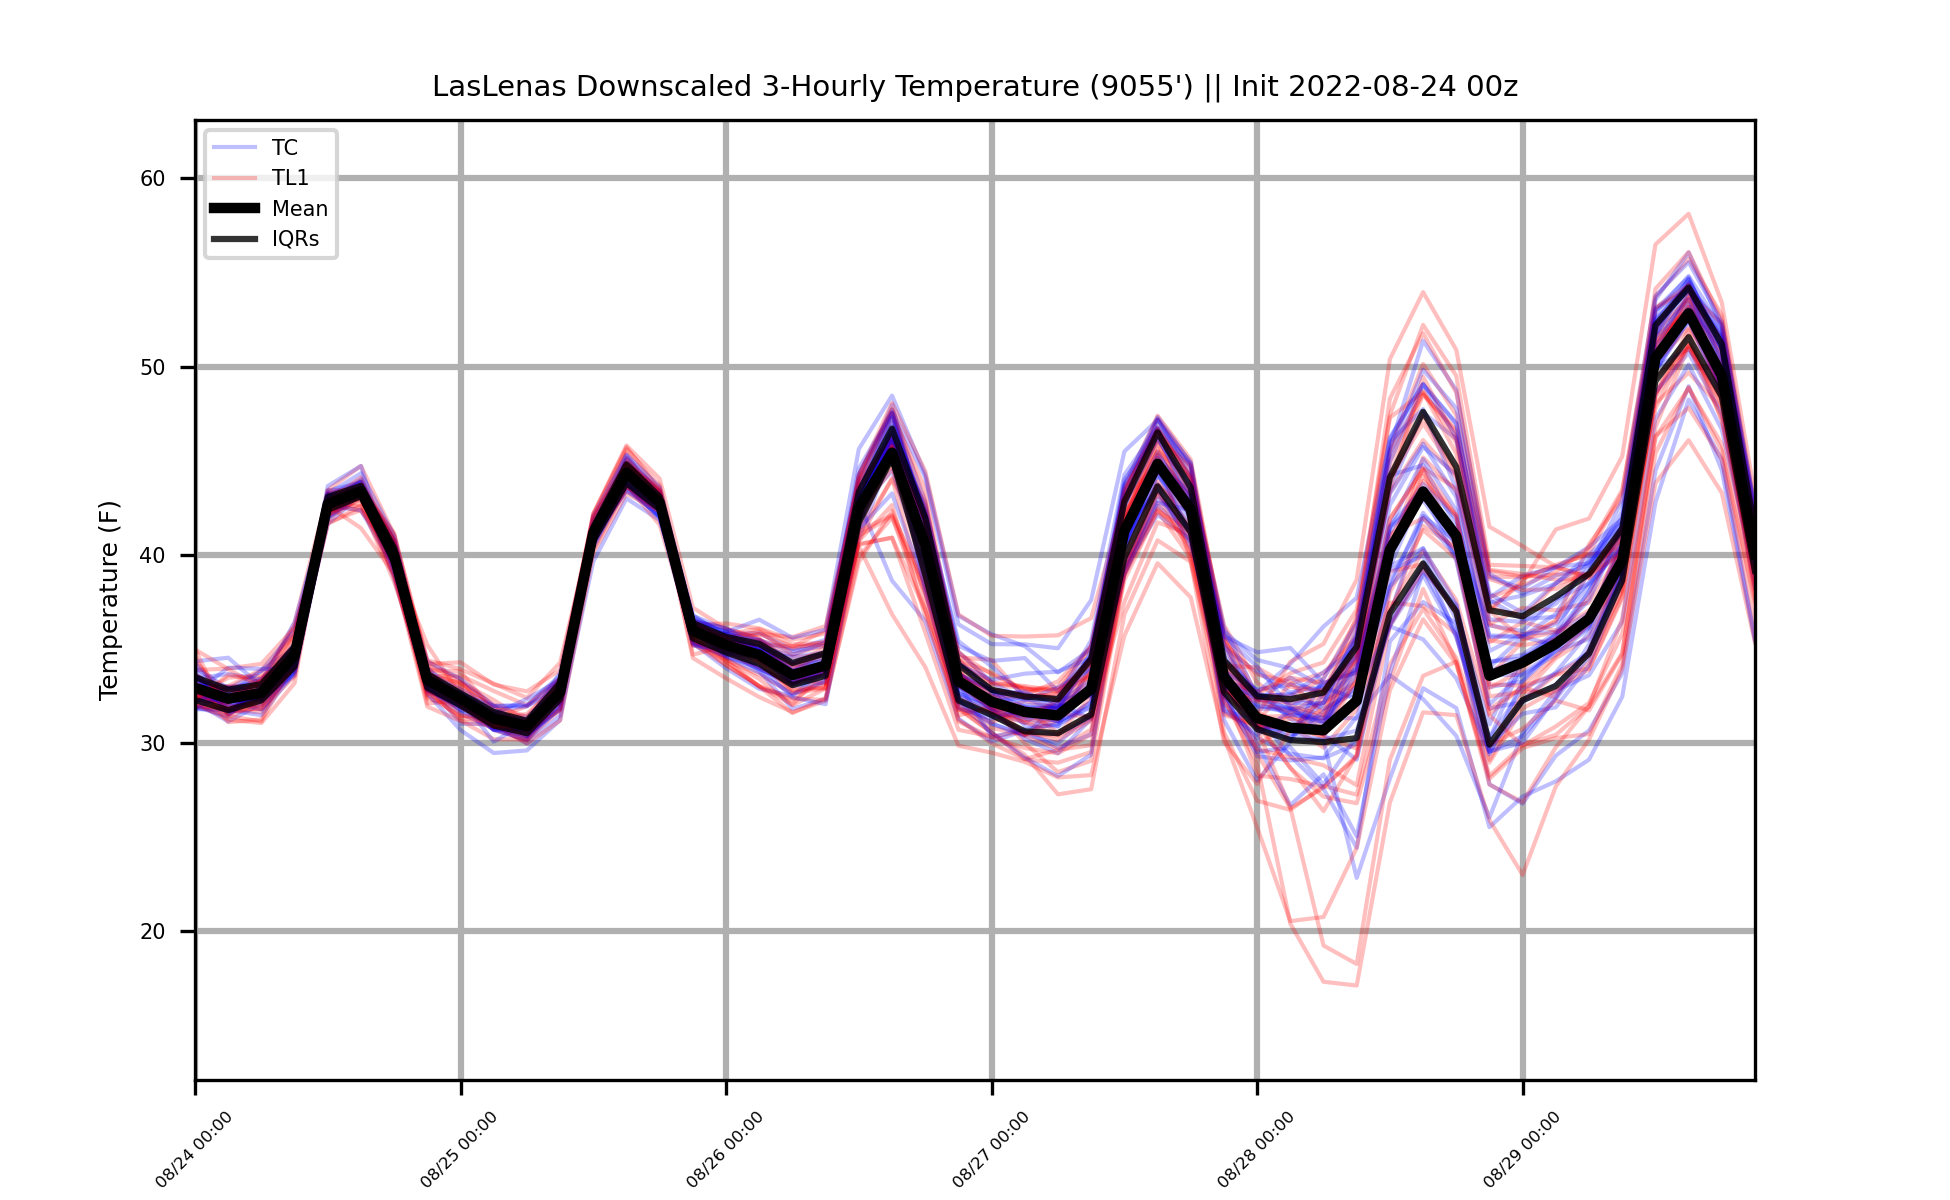 LasLenas Downscaled 3-Hourly Temperature (9055') || Init 2022-08-24 00z
TC
TL1
Mean
IQRs
Temperature (F)
60
50
40
30
20
08/24 00:00
08/25 00:00
08/26 00:00
08/27 00:00
08/28 00:00
08/29 00:00